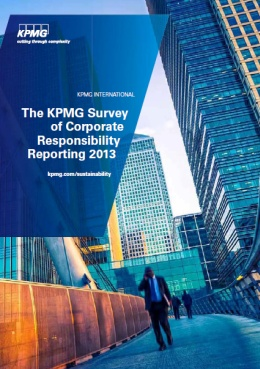 KPMG
cutting through complexity
KPMG INTERNATIONAL
The KPMG Survey
of Corporate
Responsibility
Reporting 2013
kpmg.com/sustainability